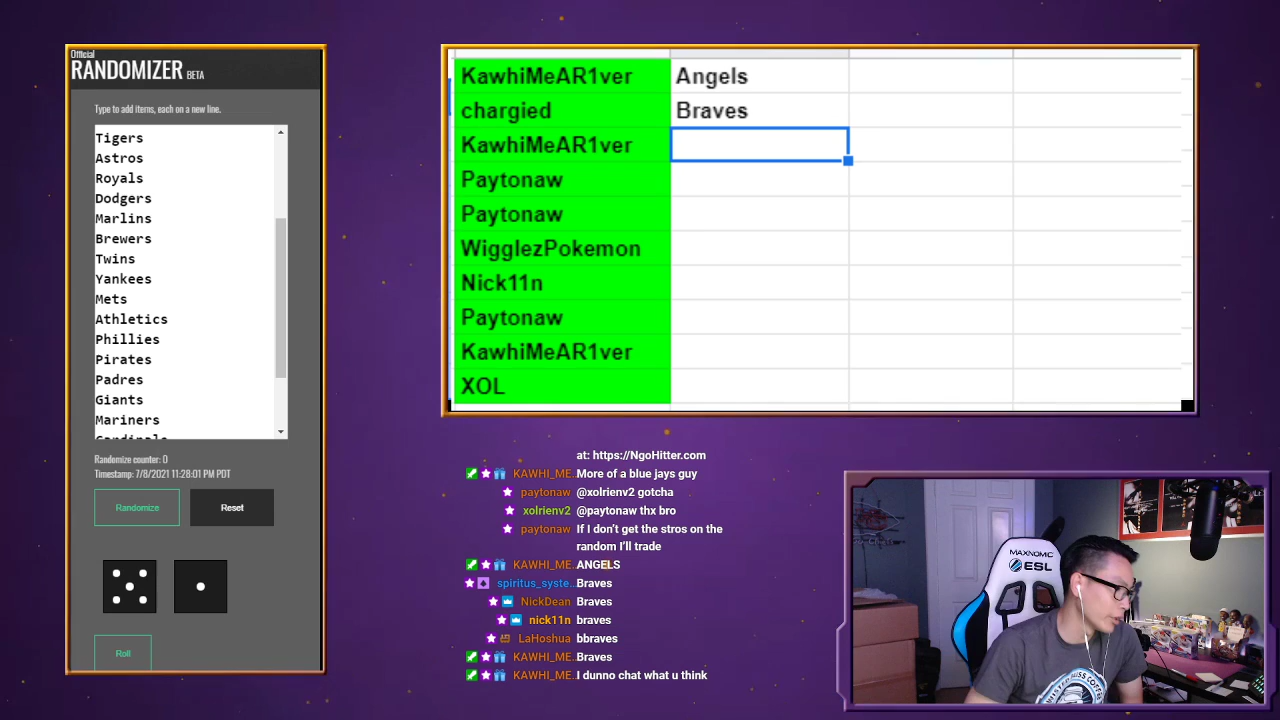 Official
RANDOMIZER BETA
Type to add items, each on a new line.
Tigers
Astros
Royals
Dodgers
Marlins
Brewers
Twins
Yankees
Mets
Athletics
Phillies
Pirates
Padres
Giants
Mariners
Cardinals
Randomize counter: 0
Timestamp: 7/8/2021 11:28:01 PM PDT
Randomize
Reset
Roll
KawhiMeAR1ver Angels
chargied Braves
KawhiMeAR1ver
Paytonaw
Paytonaw
WigglezPokemon
Nick11n
Paytonaw
KawhiMeAR1ver
XOL
at: https://NgoHitter.com
KAWHI_ME... More of a blue jays guy
paytonaw @xolrienv2 gotcha
xolrienv2 @paytonaw thx bro
paytonaw If I don't get the stros on the
random I'll trade
KAWHI_ME... ANGELS
spiritus_syste... Braves
NickDean Braves
nick11n braves
LaHoshua bbraves
KAWHI_ME... Braves
KAWHI_ME... I dunno chat what u think
MAXNOMIC
ESL